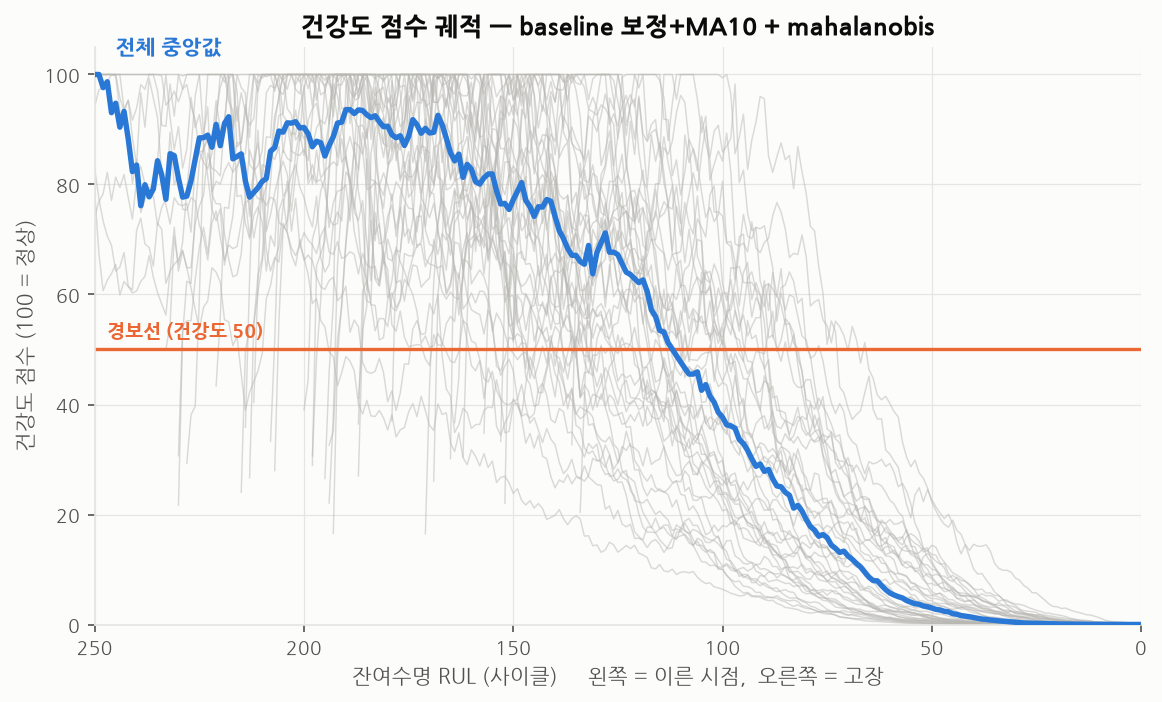 건강도 점수 궤적 — baseline 보정+MA10 + mahalanobis
전체 중앙값
100
80
60
40
20
0
건강도 점수 (100 = 정상)
경보선 (건강도 50)
250
200
150
100
50
0
잔여수명 RUL (사이클)     왼쪽 = 이른 시점,  오른쪽 = 고장